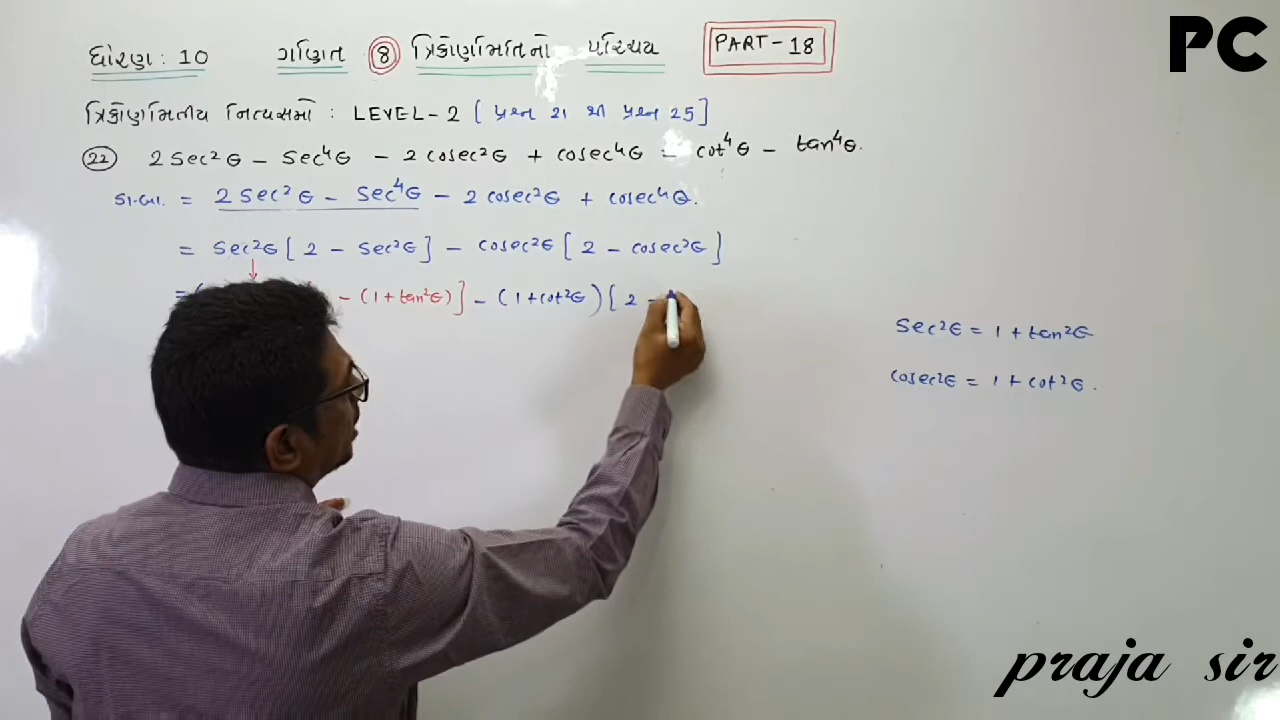 ધોરણ : 10 ગણિત 8 ત્રિકોણમિતિનો પરિચય PART-18
PC
ત્રિકોણમિતીય નિત્યસમો : LEVEL-2 [ પ્રશ્ન 21 થી પ્રશ્ન 25 ]
22 2 sec²θ - sec⁴θ - 2 cosec²θ + cosec⁴θ = cot⁴θ - tan⁴θ.
ડા.બા. = 2 sec²θ - sec⁴θ - 2 cosec²θ + cosec⁴θ.
= sec²θ [ 2 - sec²θ ] - cosec²θ [ 2 - cosec²θ ]
= - (1 + tan²θ) ] - (1 + cot²θ) [ 2 -
sec²θ = 1 + tan²θ
cosec²θ = 1 + cot²θ.
praja sir